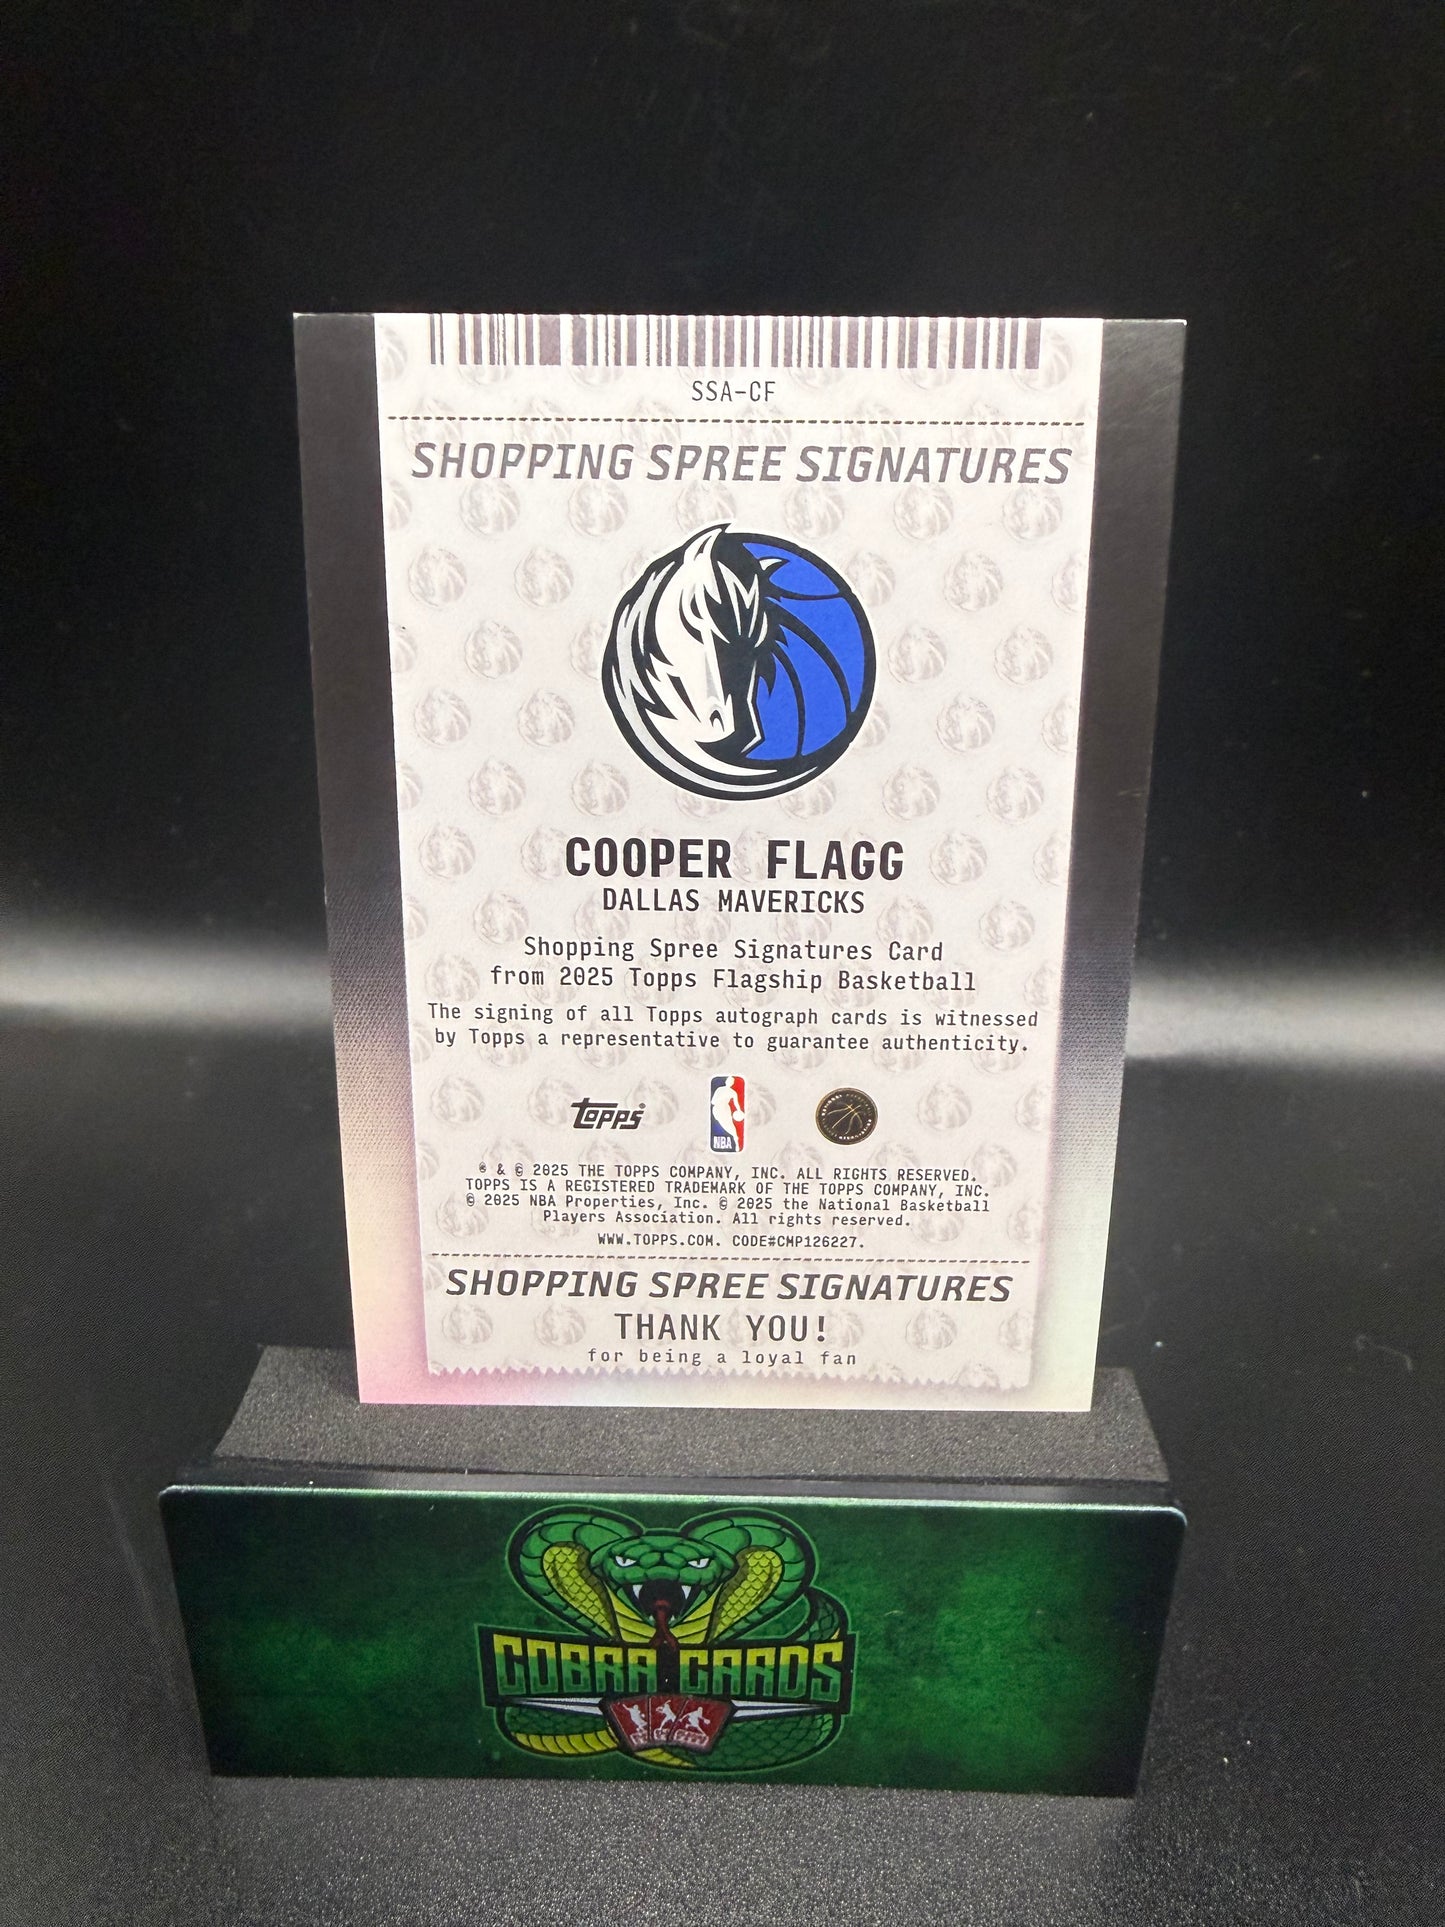 SSA-CF
SHOPPING SPREE SIGNATURES
COOPER FLAGG
DALLAS MAVERICKS
Shopping Spree Signatures Card
from 2025 Topps Flagship Basketball
The signing of all Topps autograph cards is witnessed
by Topps a representative to guarantee authenticity.
topps
NBA
® & © 2025 THE TOPPS COMPANY, INC. ALL RIGHTS RESERVED.
TOPPS IS A REGISTERED TRADEMARK OF THE TOPPS COMPANY, INC.
© 2025 NBA Properties, Inc. © 2025 the National Basketball
Players Association. All rights reserved.
WWW.TOPPS.COM. CODE#CMP126227.
SHOPPING SPREE SIGNATURES
THANK YOU!
for being a loyal fan
COBRA CARDS